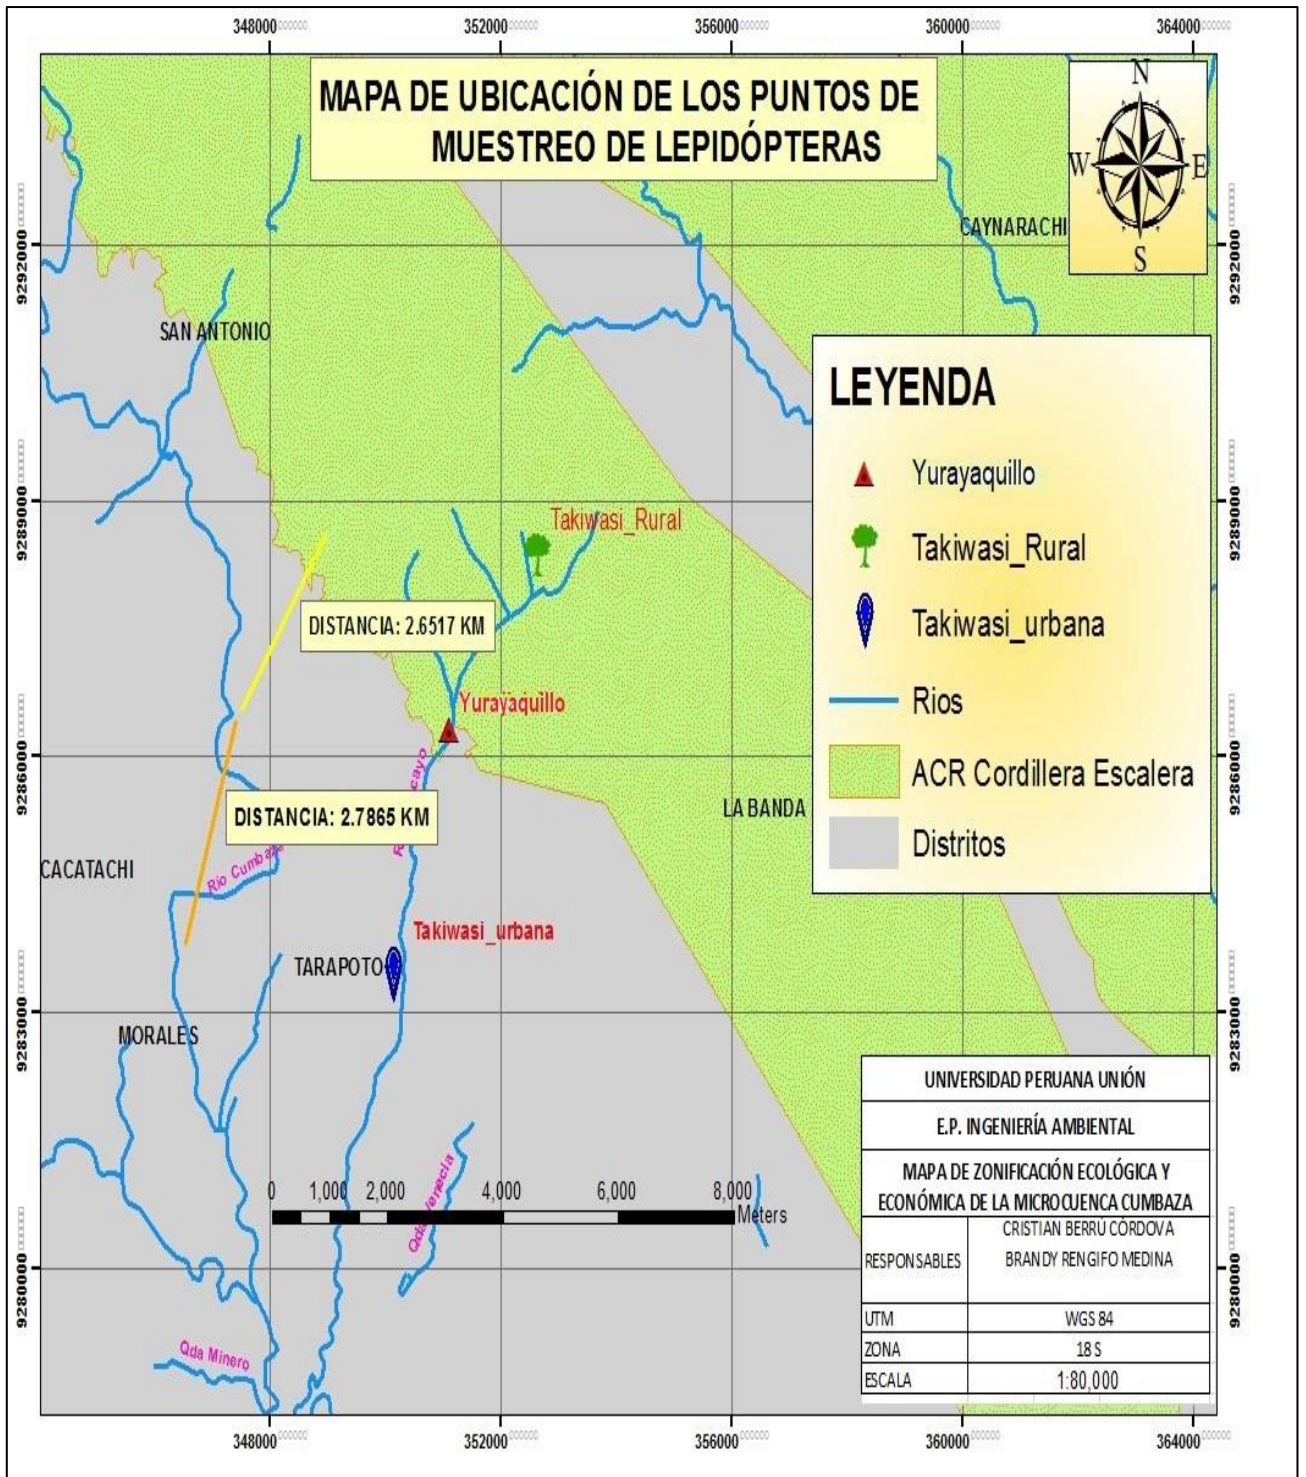 348000 352000 356000 360000 364000
MAPA DE UBICACIÓN DE LOS PUNTOS DE
MUESTREO DE LEPIDÓPTERAS
N
W E
S
CAYNARACHI
9292000 9292000
SAN ANTONIO
LEYENDA
Yurayaquillo
Takiwasi_Rural
Takiwasi_urbana
Rios
ACR Cordillera Escalera
Distritos
9289000 9289000
Takiwasi_Rural
DISTANCIA: 2.6517 KM
Yurayaquillo
9286000 9286000
LA BANDA
DISTANCIA: 2.7865 KM
CACATACHI
Rio Cumbaza
Takiwasi_urbana
TARAPOTO
9283000 9283000
MORALES
UNIVERSIDAD PERUANA UNIÓN
E.P. INGENIERÍA AMBIENTAL
MAPA DE ZONIFICACIÓN ECOLÓGICA Y
ECONÓMICA DE LA MICROCUENCA CUMBAZA
RESPONSABLES
CRISTIAN BERRÚ CÓRDOVA
BRANDY RENGIFO MEDINA
UTM WGS 84
ZONA 18 S
ESCALA 1:80,000
0 1,000 2,000 4,000 6,000 8,000
Meters
Qda Venecia
9280000 9280000
Qda Minero
348000 352000 356000 360000 364000